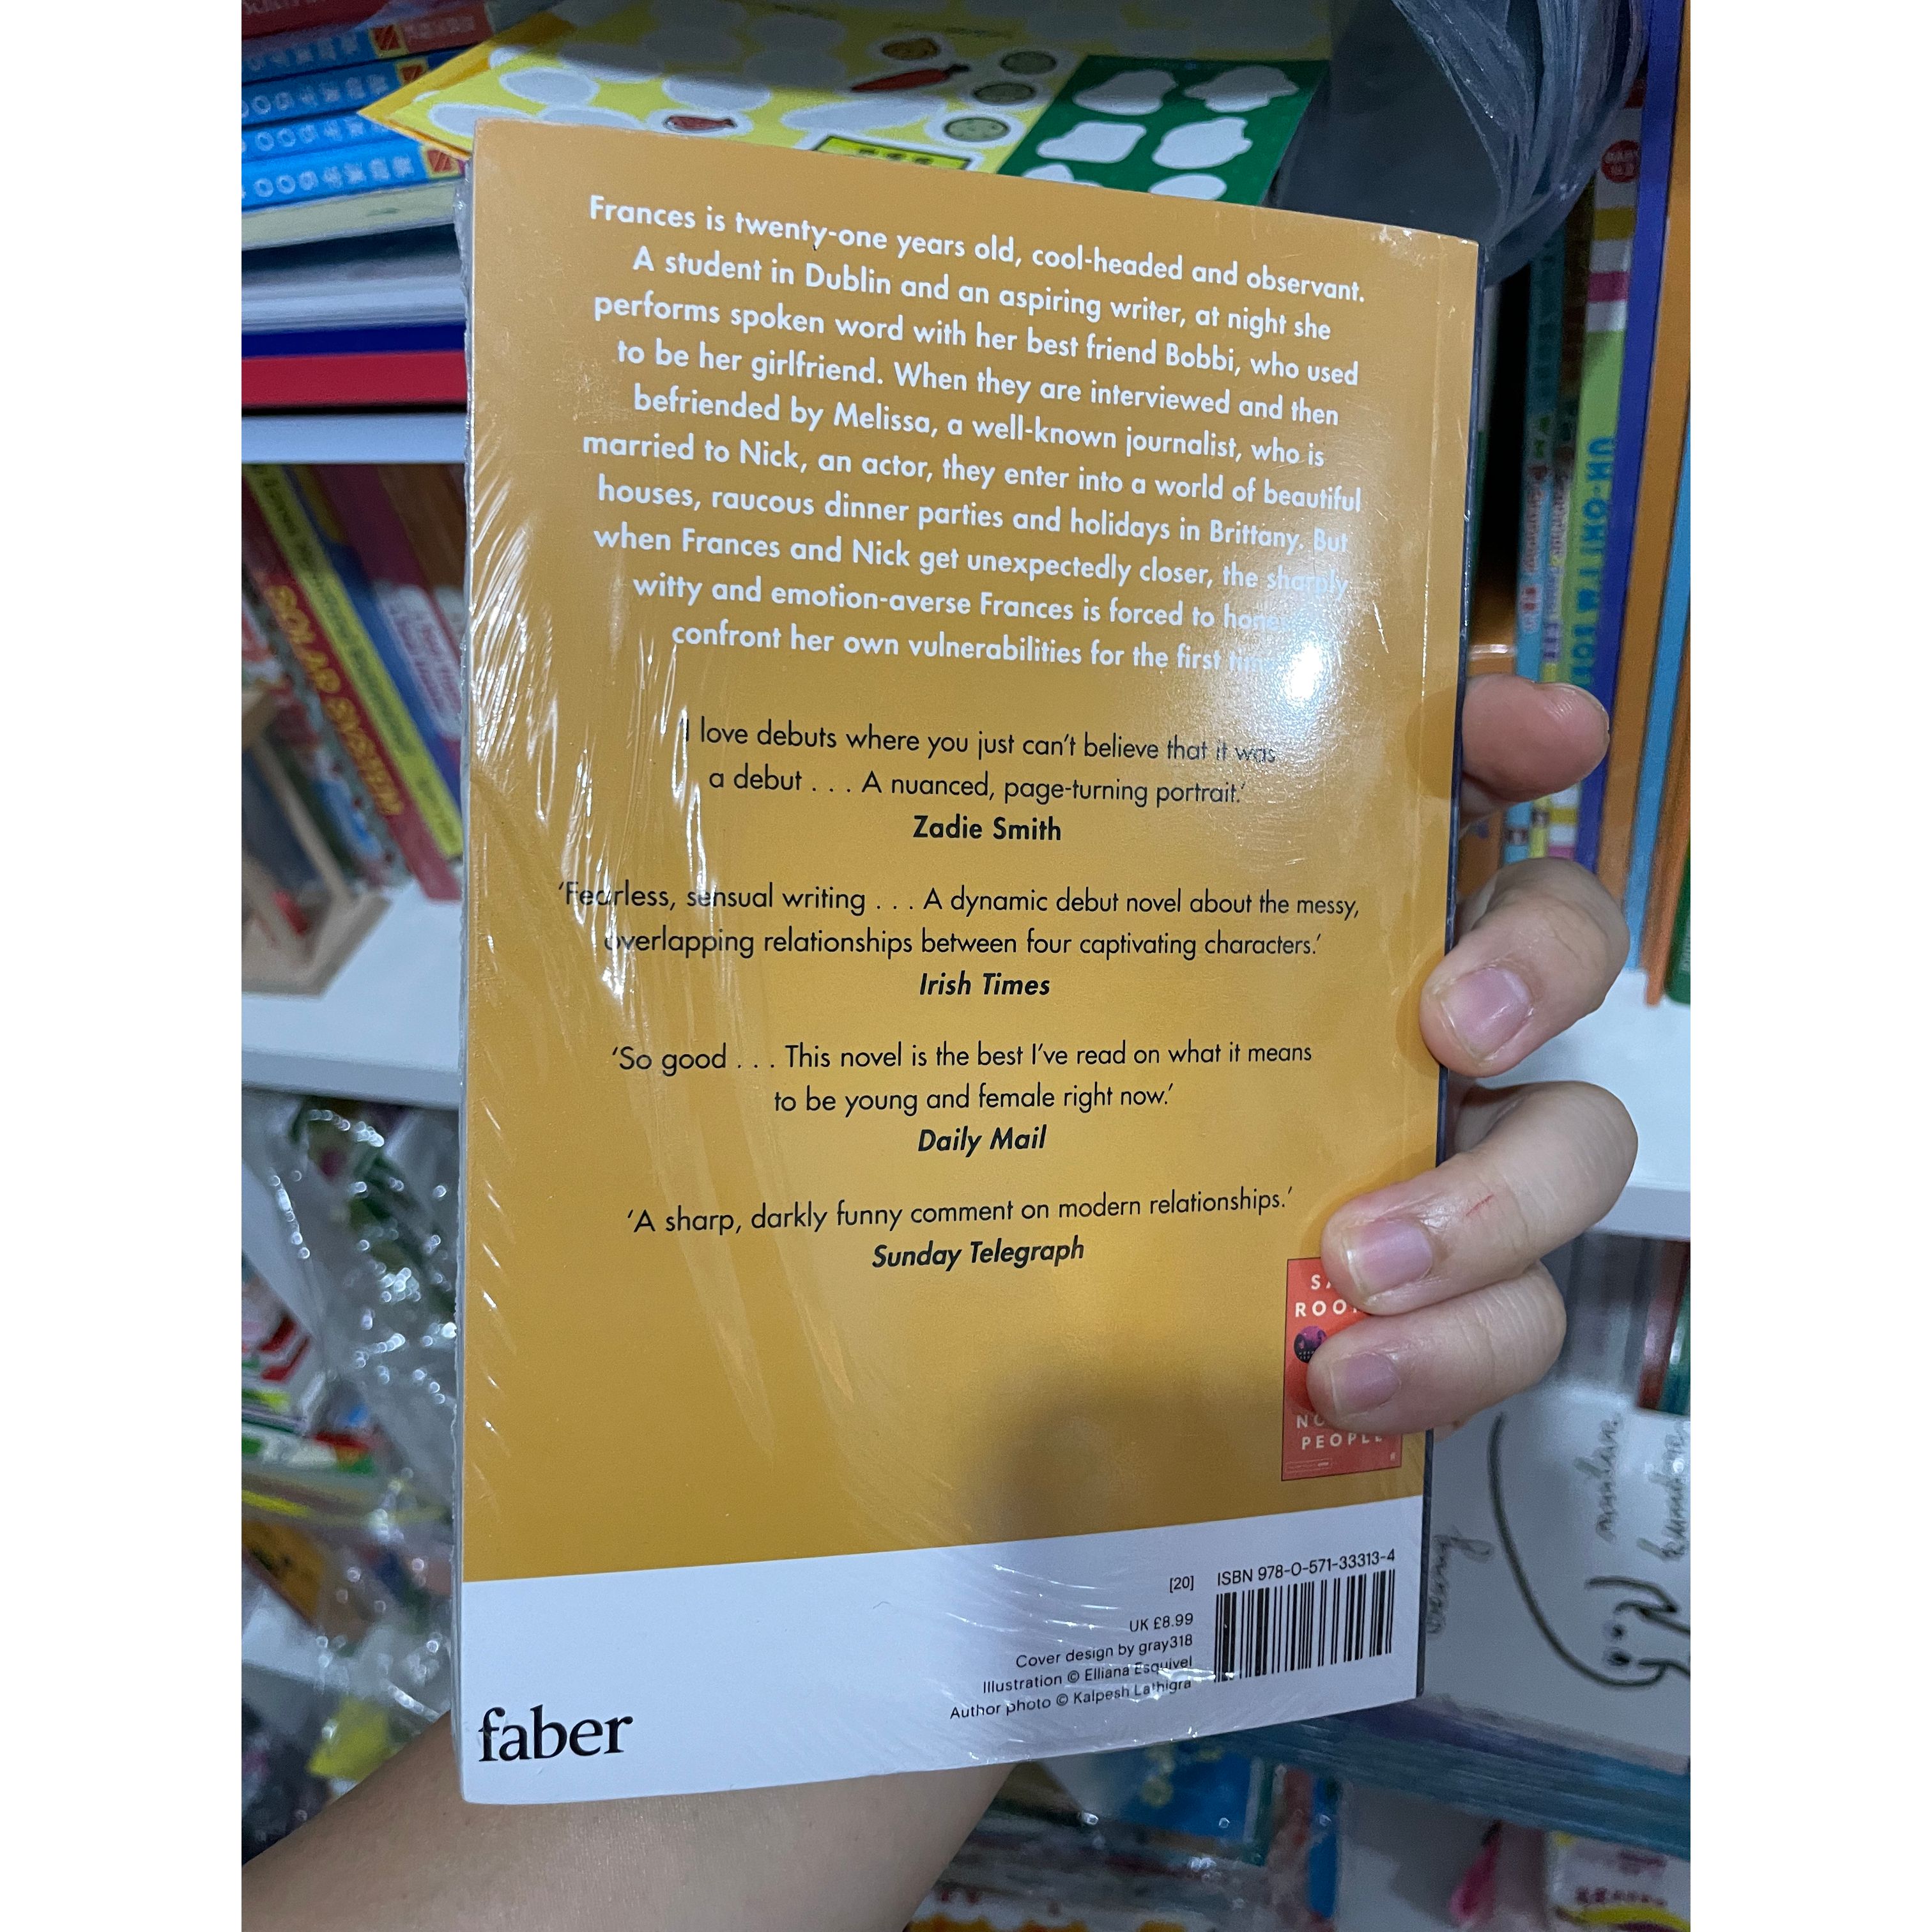 Frances is twenty-one years old, cool-headed and observant.
A student in Dublin and an aspiring writer, at night she
performs spoken word with her best friend Bobbi, who used
to be her girlfriend. When they are interviewed and then
befriended by Melissa, a well-known journalist, who is
married to Nick, an actor, they enter into a world of beautiful
houses, raucous dinner parties and holidays in Brittany. But
when Frances and Nick get unexpectedly closer, the sharply
witty and emotion-averse Frances is forced to
confront her own vulnerabilities for the first
I love debuts where you just can't believe that it was
a debut . . . A nuanced, page-turning portrait.'
Zadie Smith
'Fearless, sensual writing . . . A dynamic debut novel about the messy,
overlapping relationships between four captivating characters.'
Irish Times
'So good . . . This novel is the best I've read on what it means
to be young and female right now.'
Daily Mail
'A sharp, darkly funny comment on modern relationships.'
Sunday Telegraph
PEOPLE
[20] ISBN 978-0-571-33313-4
UK £8.99
Cover design by gray318
Illustration © Elliana Esquivel
Author photo © Kalpesh Lathigra
faber
SOLAR SYSTEM